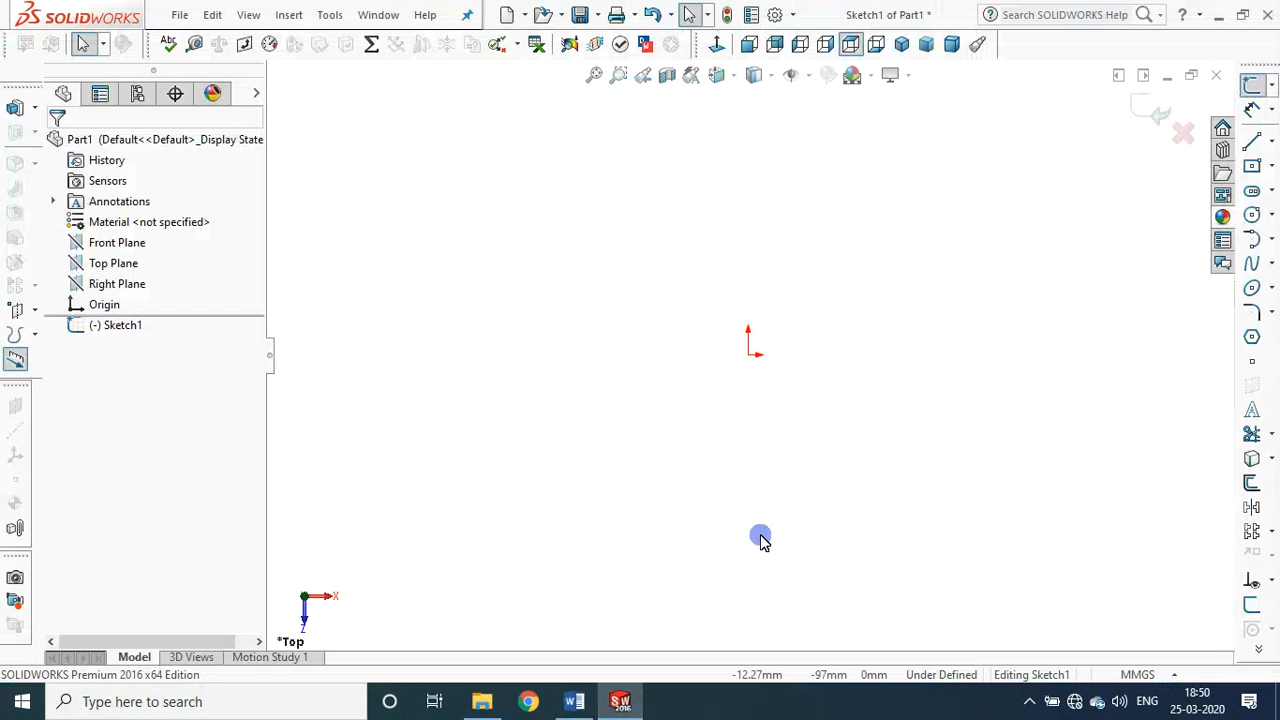 SOLIDWORKS File Edit View Insert Tools Window Help Sketch1 of Part1 * Search SOLIDWORKS Help ?
Part1 (Default<<Default>_Display State
History
Sensors
Annotations
Material <not specified>
Front Plane
Top Plane
Right Plane
Origin
(-) Sketch1
X
Z
*Top
Model 3D Views Motion Study 1
SOLIDWORKS Premium 2016 x64 Edition -12.27mm -97mm 0mm Under Defined Editing Sketch1 MMGS
Type here to search ENG 18:50
25-03-2020